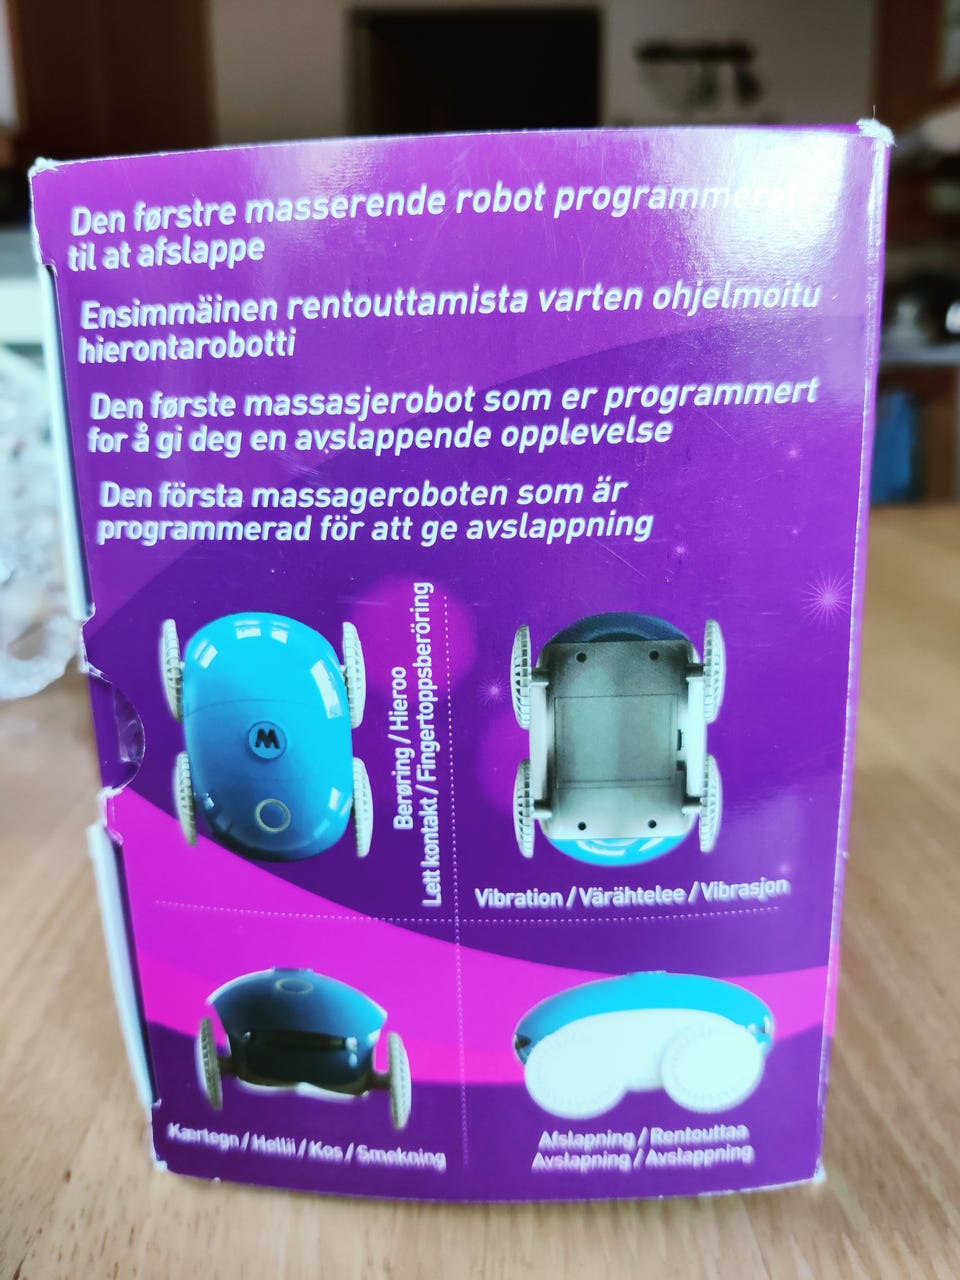 Den førstre masserende robot programmeret
til at afslappe
Ensimmäinen rentouttamista varten ohjelmoitu
hierontarobotti
Den første massasjerobot som er programmert
for å gi deg en avslappende opplevelse
Den första massageroboten som är
programmerad för att ge avslappning
M
Berøring / Hieroo
Lett kontakt / Fingertoppsberöring
Vibration / Värähtelee / Vibrasjon
Kærtegn / Hellii / Kos / Smekning
Afslapning / Rentouttaa
Avslapning / Avslappning